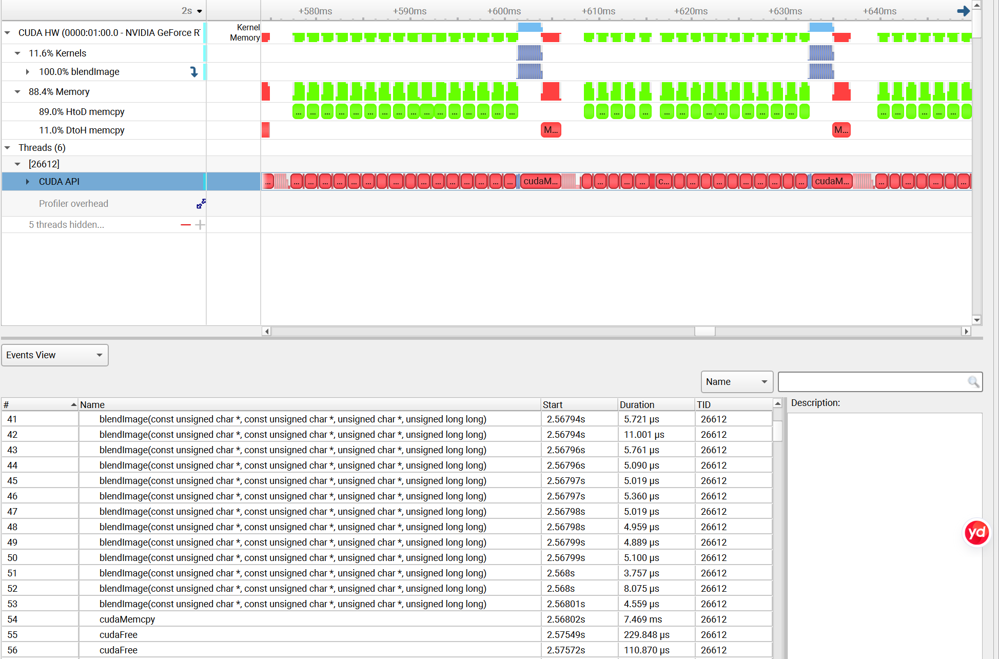 2s
+580ms +590ms +600ms +610ms +620ms +630ms +640ms
CUDA HW (0000:01:00.0 - NVIDIA GeForce R
Kernel
Memory
11.6% Kernels
100.0% blendImage
88.4% Memory
89.0% HtoD memcpy
... ... ... ... ... ... ... ... ... ... ... ... ... ... ... ... ... ... ... ... ... ... ... ... ... ... ... ... ...
11.0% DtoH memcpy
M... M...
Threads (6)
[26612]
CUDA API
... ... ... ... ... ... ... ... ... ... ... ... ... ... ... cudaM... ... ... ... c... ... ... ... ... ... ... cudaM... ... ... ... ...
Profiler overhead
5 threads hidden...
Events View
Name
# Name Start Duration TID
Description:
41 blendImage(const unsigned char *, const unsigned char *, unsigned char *, unsigned long long) 2.56794s 5.721 µs 26612
42 blendImage(const unsigned char *, const unsigned char *, unsigned char *, unsigned long long) 2.56794s 11.001 µs 26612
43 blendImage(const unsigned char *, const unsigned char *, unsigned char *, unsigned long long) 2.56796s 5.761 µs 26612
44 blendImage(const unsigned char *, const unsigned char *, unsigned char *, unsigned long long) 2.56796s 5.090 µs 26612
45 blendImage(const unsigned char *, const unsigned char *, unsigned char *, unsigned long long) 2.56797s 5.019 µs 26612
46 blendImage(const unsigned char *, const unsigned char *, unsigned char *, unsigned long long) 2.56797s 5.360 µs 26612
47 blendImage(const unsigned char *, const unsigned char *, unsigned char *, unsigned long long) 2.56798s 5.019 µs 26612
48 blendImage(const unsigned char *, const unsigned char *, unsigned char *, unsigned long long) 2.56798s 4.959 µs 26612
49 blendImage(const unsigned char *, const unsigned char *, unsigned char *, unsigned long long) 2.56799s 4.889 µs 26612
50 blendImage(const unsigned char *, const unsigned char *, unsigned char *, unsigned long long) 2.56799s 5.100 µs 26612
51 blendImage(const unsigned char *, const unsigned char *, unsigned char *, unsigned long long) 2.568s 3.757 µs 26612
52 blendImage(const unsigned char *, const unsigned char *, unsigned char *, unsigned long long) 2.568s 8.075 µs 26612
53 blendImage(const unsigned char *, const unsigned char *, unsigned char *, unsigned long long) 2.56801s 4.559 µs 26612
54 cudaMemcpy 2.56802s 7.469 ms 26612
55 cudaFree 2.57549s 229.848 µs 26612
56 cudaFree 2.57572s 110.870 µs 26612
yd